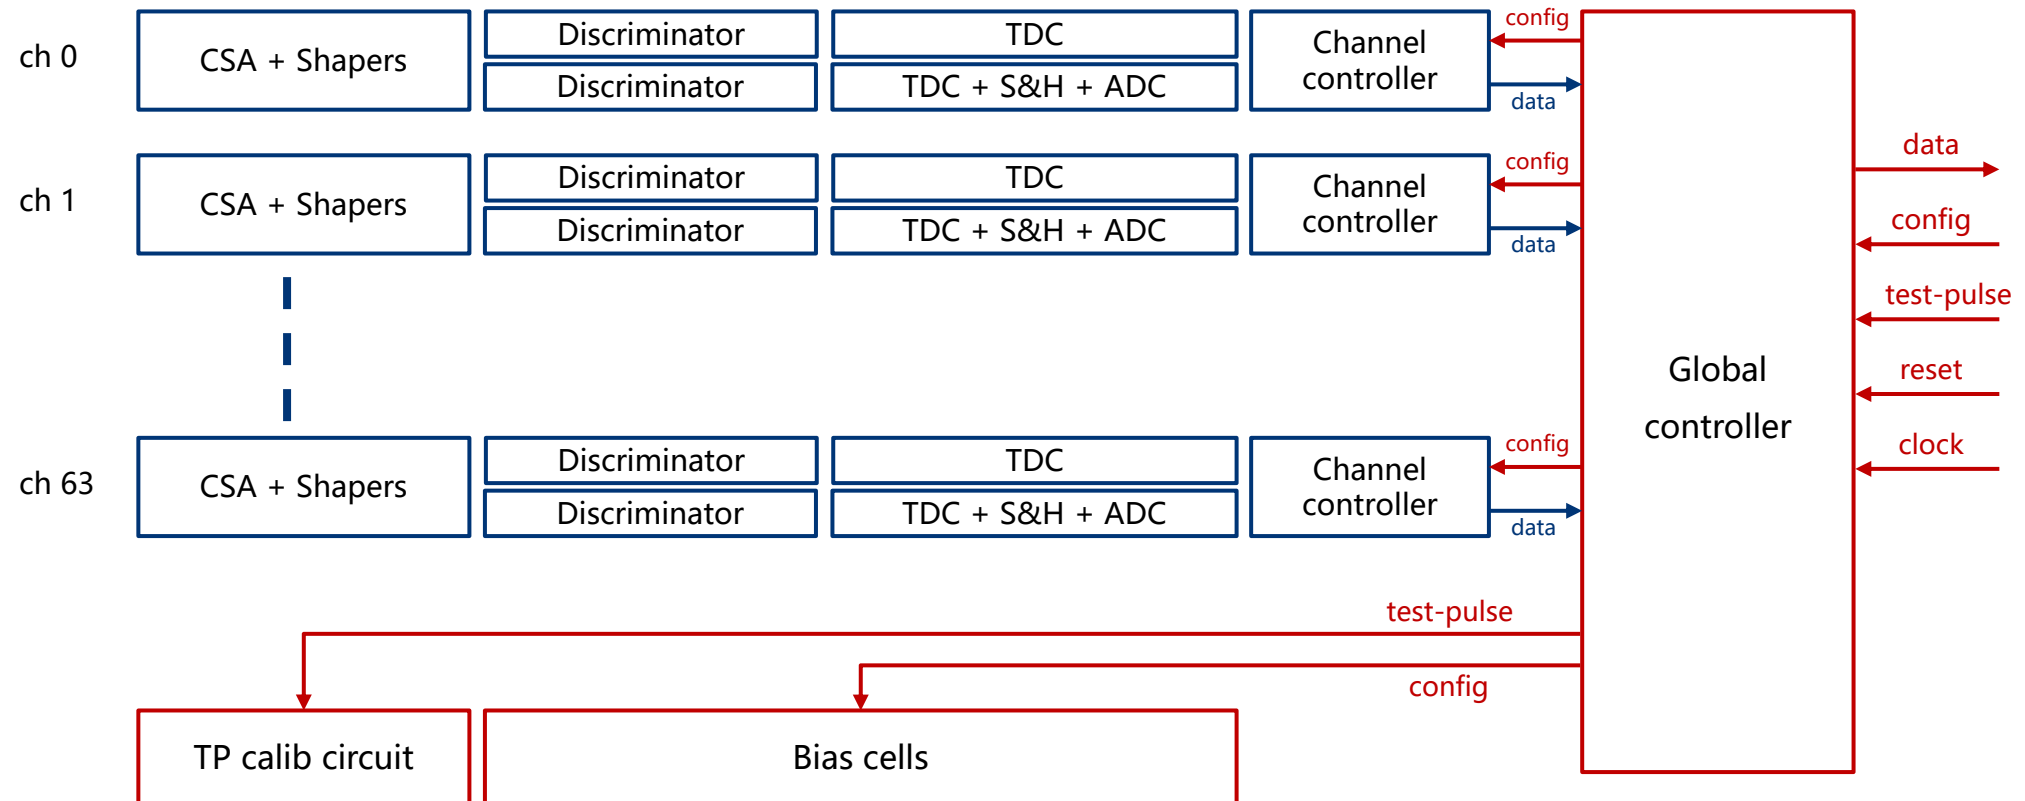 ch 0
CSA + Shapers
Discriminator
Discriminator
TDC
TDC + S&H + ADC
Channel
controller
config
data
ch 1
CSA + Shapers
Discriminator
Discriminator
TDC
TDC + S&H + ADC
Channel
controller
config
data
ch 63
CSA + Shapers
Discriminator
Discriminator
TDC
TDC + S&H + ADC
Channel
controller
config
data
Global
controller
data
config
test-pulse
reset
clock
test-pulse
config
TP calib circuit
Bias cells